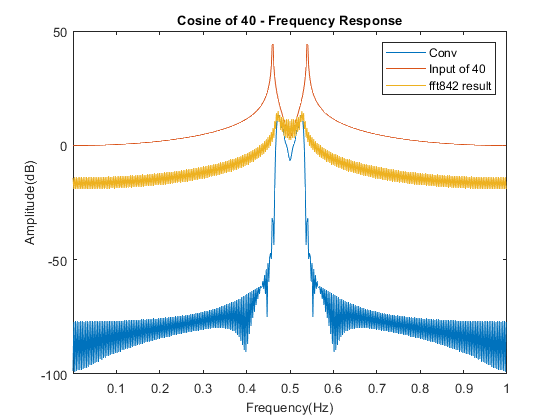 Cosine of 40 - Frequency Response
50
0
-50
-100
Amplitude(dB)
Conv
Input of 40
fft842 result
0.1 0.2 0.3 0.4 0.5 0.6 0.7 0.8 0.9 1
Frequency(Hz)